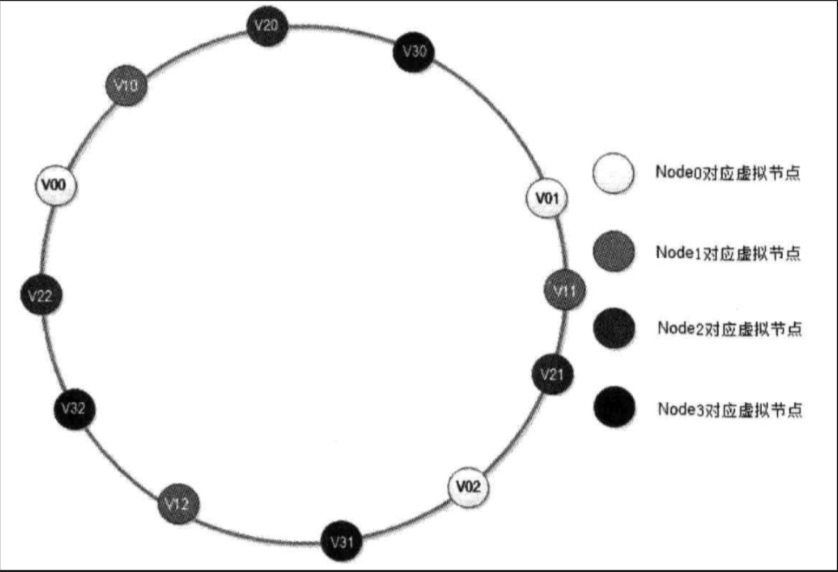 V20
V30
V10
V00
V01
V22
V11
V21
V32
V02
V12
V31
Node0对应虚拟节点
Node1对应虚拟节点
Node2对应虚拟节点
Node3对应虚拟节点